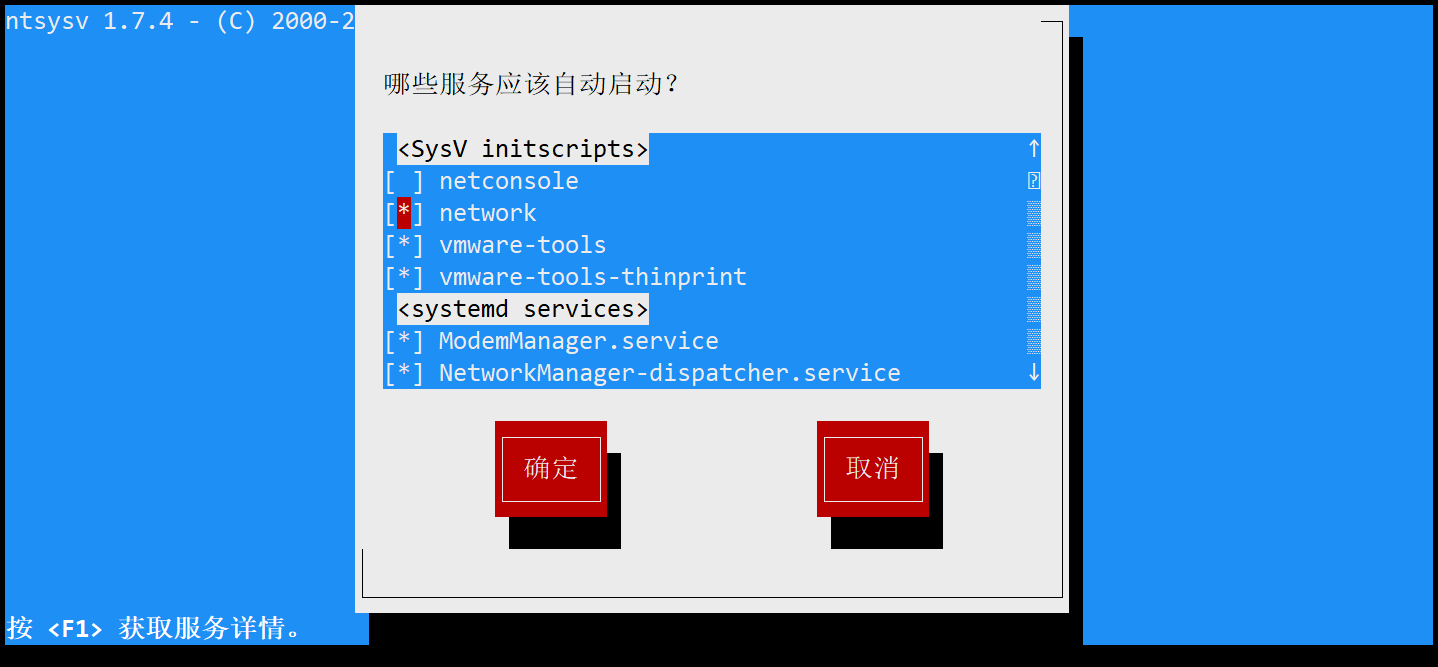 ntsysv 1.7.4 - (C) 2000-2
哪些服务应该自动启动？
<SysV initscripts> ↑
[ ] netconsole
[*] network
[*] vmware-tools
[*] vmware-tools-thinprint
<systemd services>
[*] ModemManager.service
[*] NetworkManager-dispatcher.service ↓
确定 取消
按 <F1> 获取服务详情。